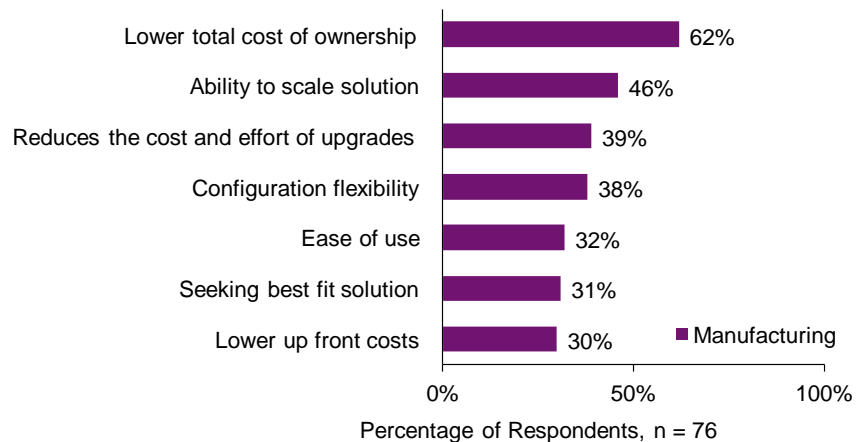 Lower total cost of ownership 62%
Ability to scale solution 46%
Reduces the cost and effort of upgrades 39%
Configuration flexibility 38%
Ease of use 32%
Seeking best fit solution 31%
Lower up front costs 30%
Manufacturing
0% 50% 100%
Percentage of Respondents, n = 76